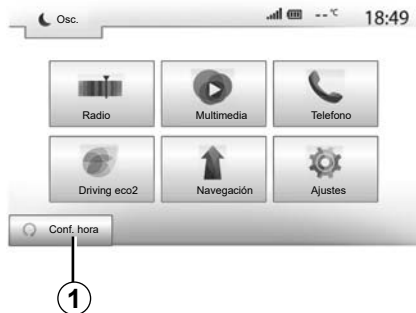 Osc.
--°C
18:49
Radio
Multimedia
Telefono
Driving eco2
Navegación
Ajustes
Conf. hora
1